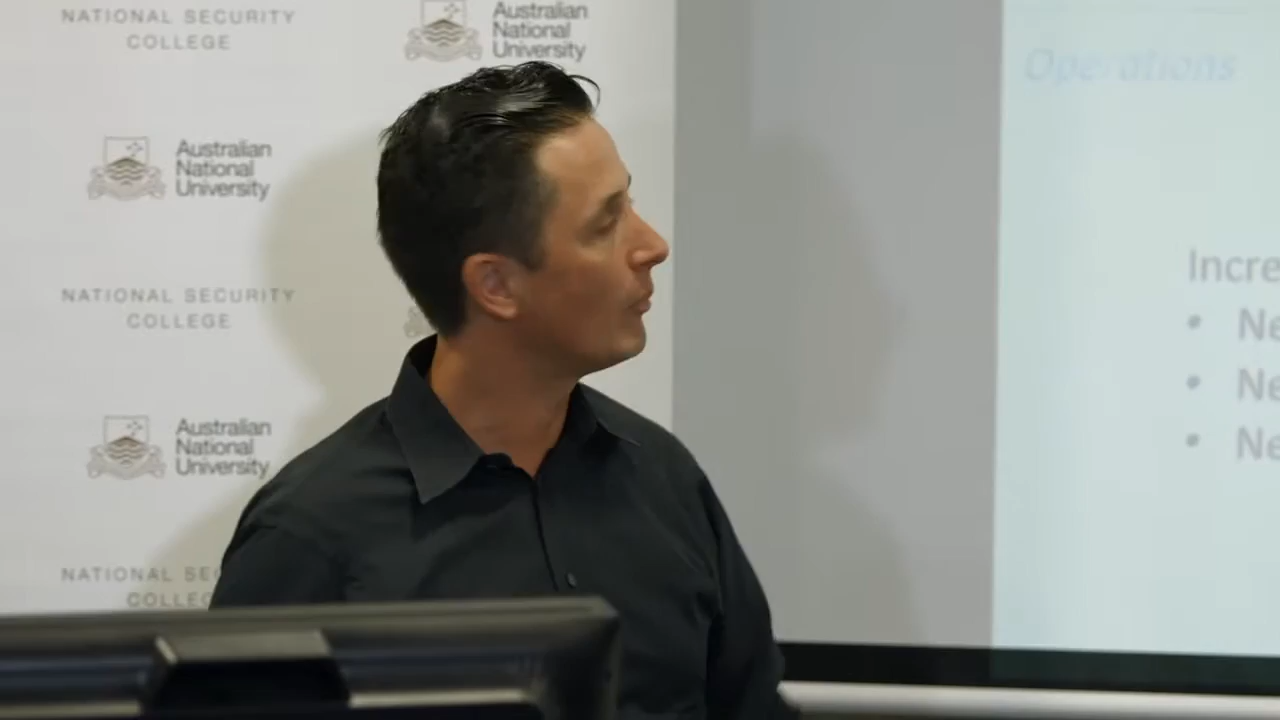 NATIONAL SECURITY
COLLEGE
Australian
National
University
Australian
National
University
NATIONAL SECURITY
COLLEGE
Australian
National
University
NATIONAL SE
COLLEG
Operations
Incre
• Ne
• Ne
• Ne